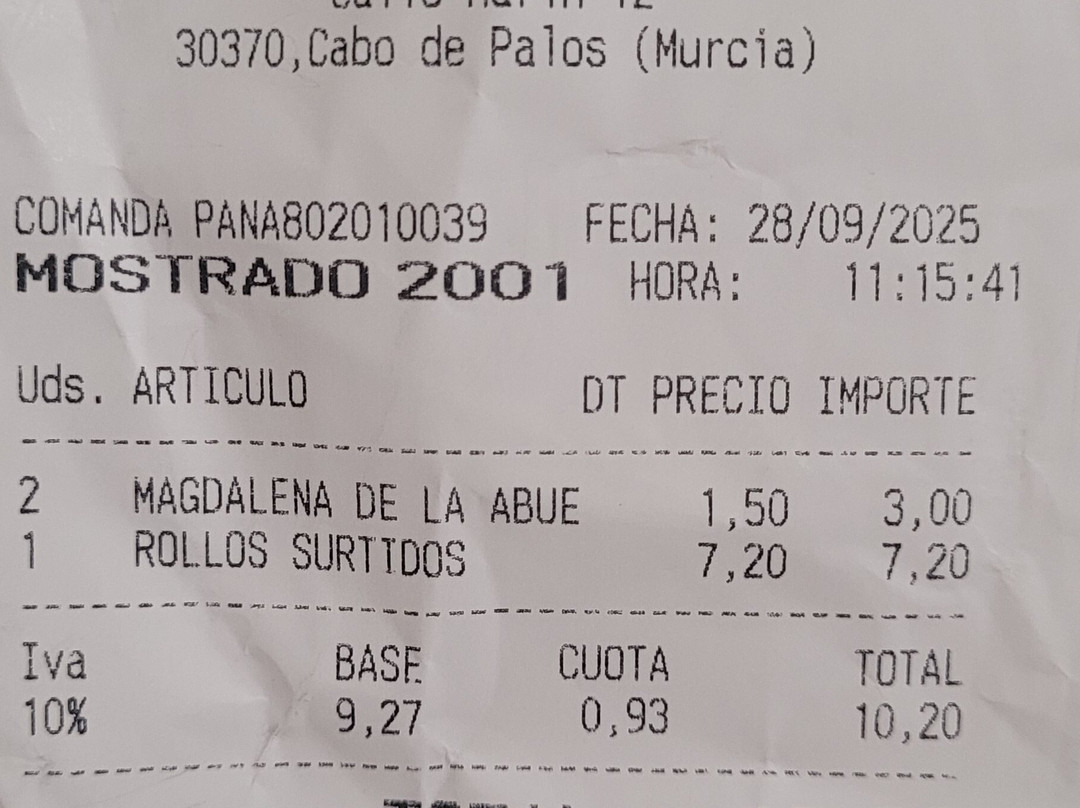 30370,Cabo de Palos (Murcia)
COMANDA PANA802010039 FECHA: 28/09/2025
MOSTRADO 2001 HORA: 11:15:41
Uds. ARTICULO DT PRECIO IMPORTE
2 MAGDALENA DE LA ABUE 1,50 3,00
1 ROLLOS SURTIDOS 7,20 7,20
Iva BASE CUOTA TOTAL
10% 9,27 0,93 10,20